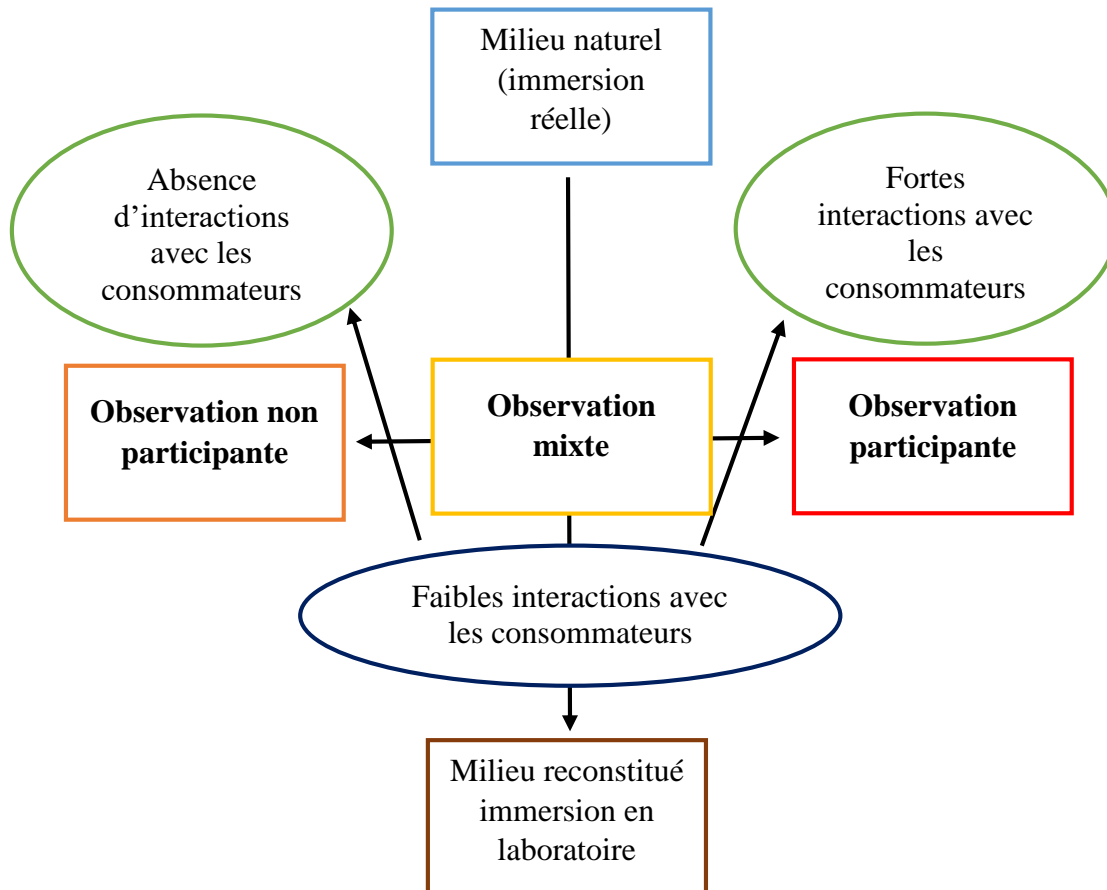 Milieu naturel
(immersion
réelle)
Absence
d’interactions
avec les
consommateurs
Fortes
interactions avec
les
consommateurs
Observation non
participante
Observation
mixte
Observation
participante
Faibles interactions avec
les consommateurs
Milieu reconstitué
immersion en
laboratoire